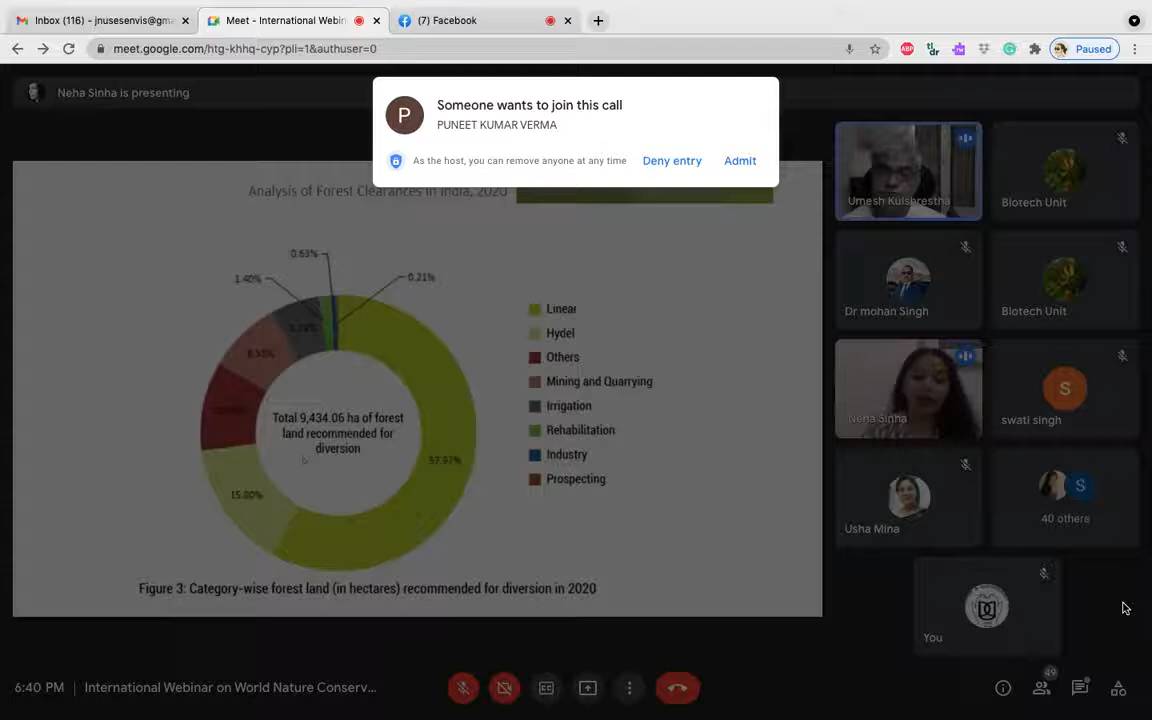 Inbox (116) - jnusesenvis@gma
Meet - International Webin
(7) Facebook
meet.google.com/htg-khhq-cyp?pli=1&authuser=0
ABP
tl;dr
Paused
Neha Sinha is presenting
P
Someone wants to join this call
PUNEET KUMAR VERMA
As the host, you can remove anyone at any time
Deny entry
Admit
Analysis of Forest Clearances in India, 2020
0.63%
1.40%
0.21%
57.97%
15.00%
Total 9,434.06 ha of forest
land recommended for
diversion
Linear
Hydel
Others
Mining and Quarrying
Irrigation
Rehabilitation
Industry
Prospecting
Figure 3: Category-wise forest land (in hectares) recommended for diversion in 2020
Umesh Kulshrestha
Biotech Unit
Dr mohan Singh
Biotech Unit
Neha Sinha
S
swati singh
Usha Mina
S
40 others
You
6:40 PM | International Webinar on World Nature Conserv...
49